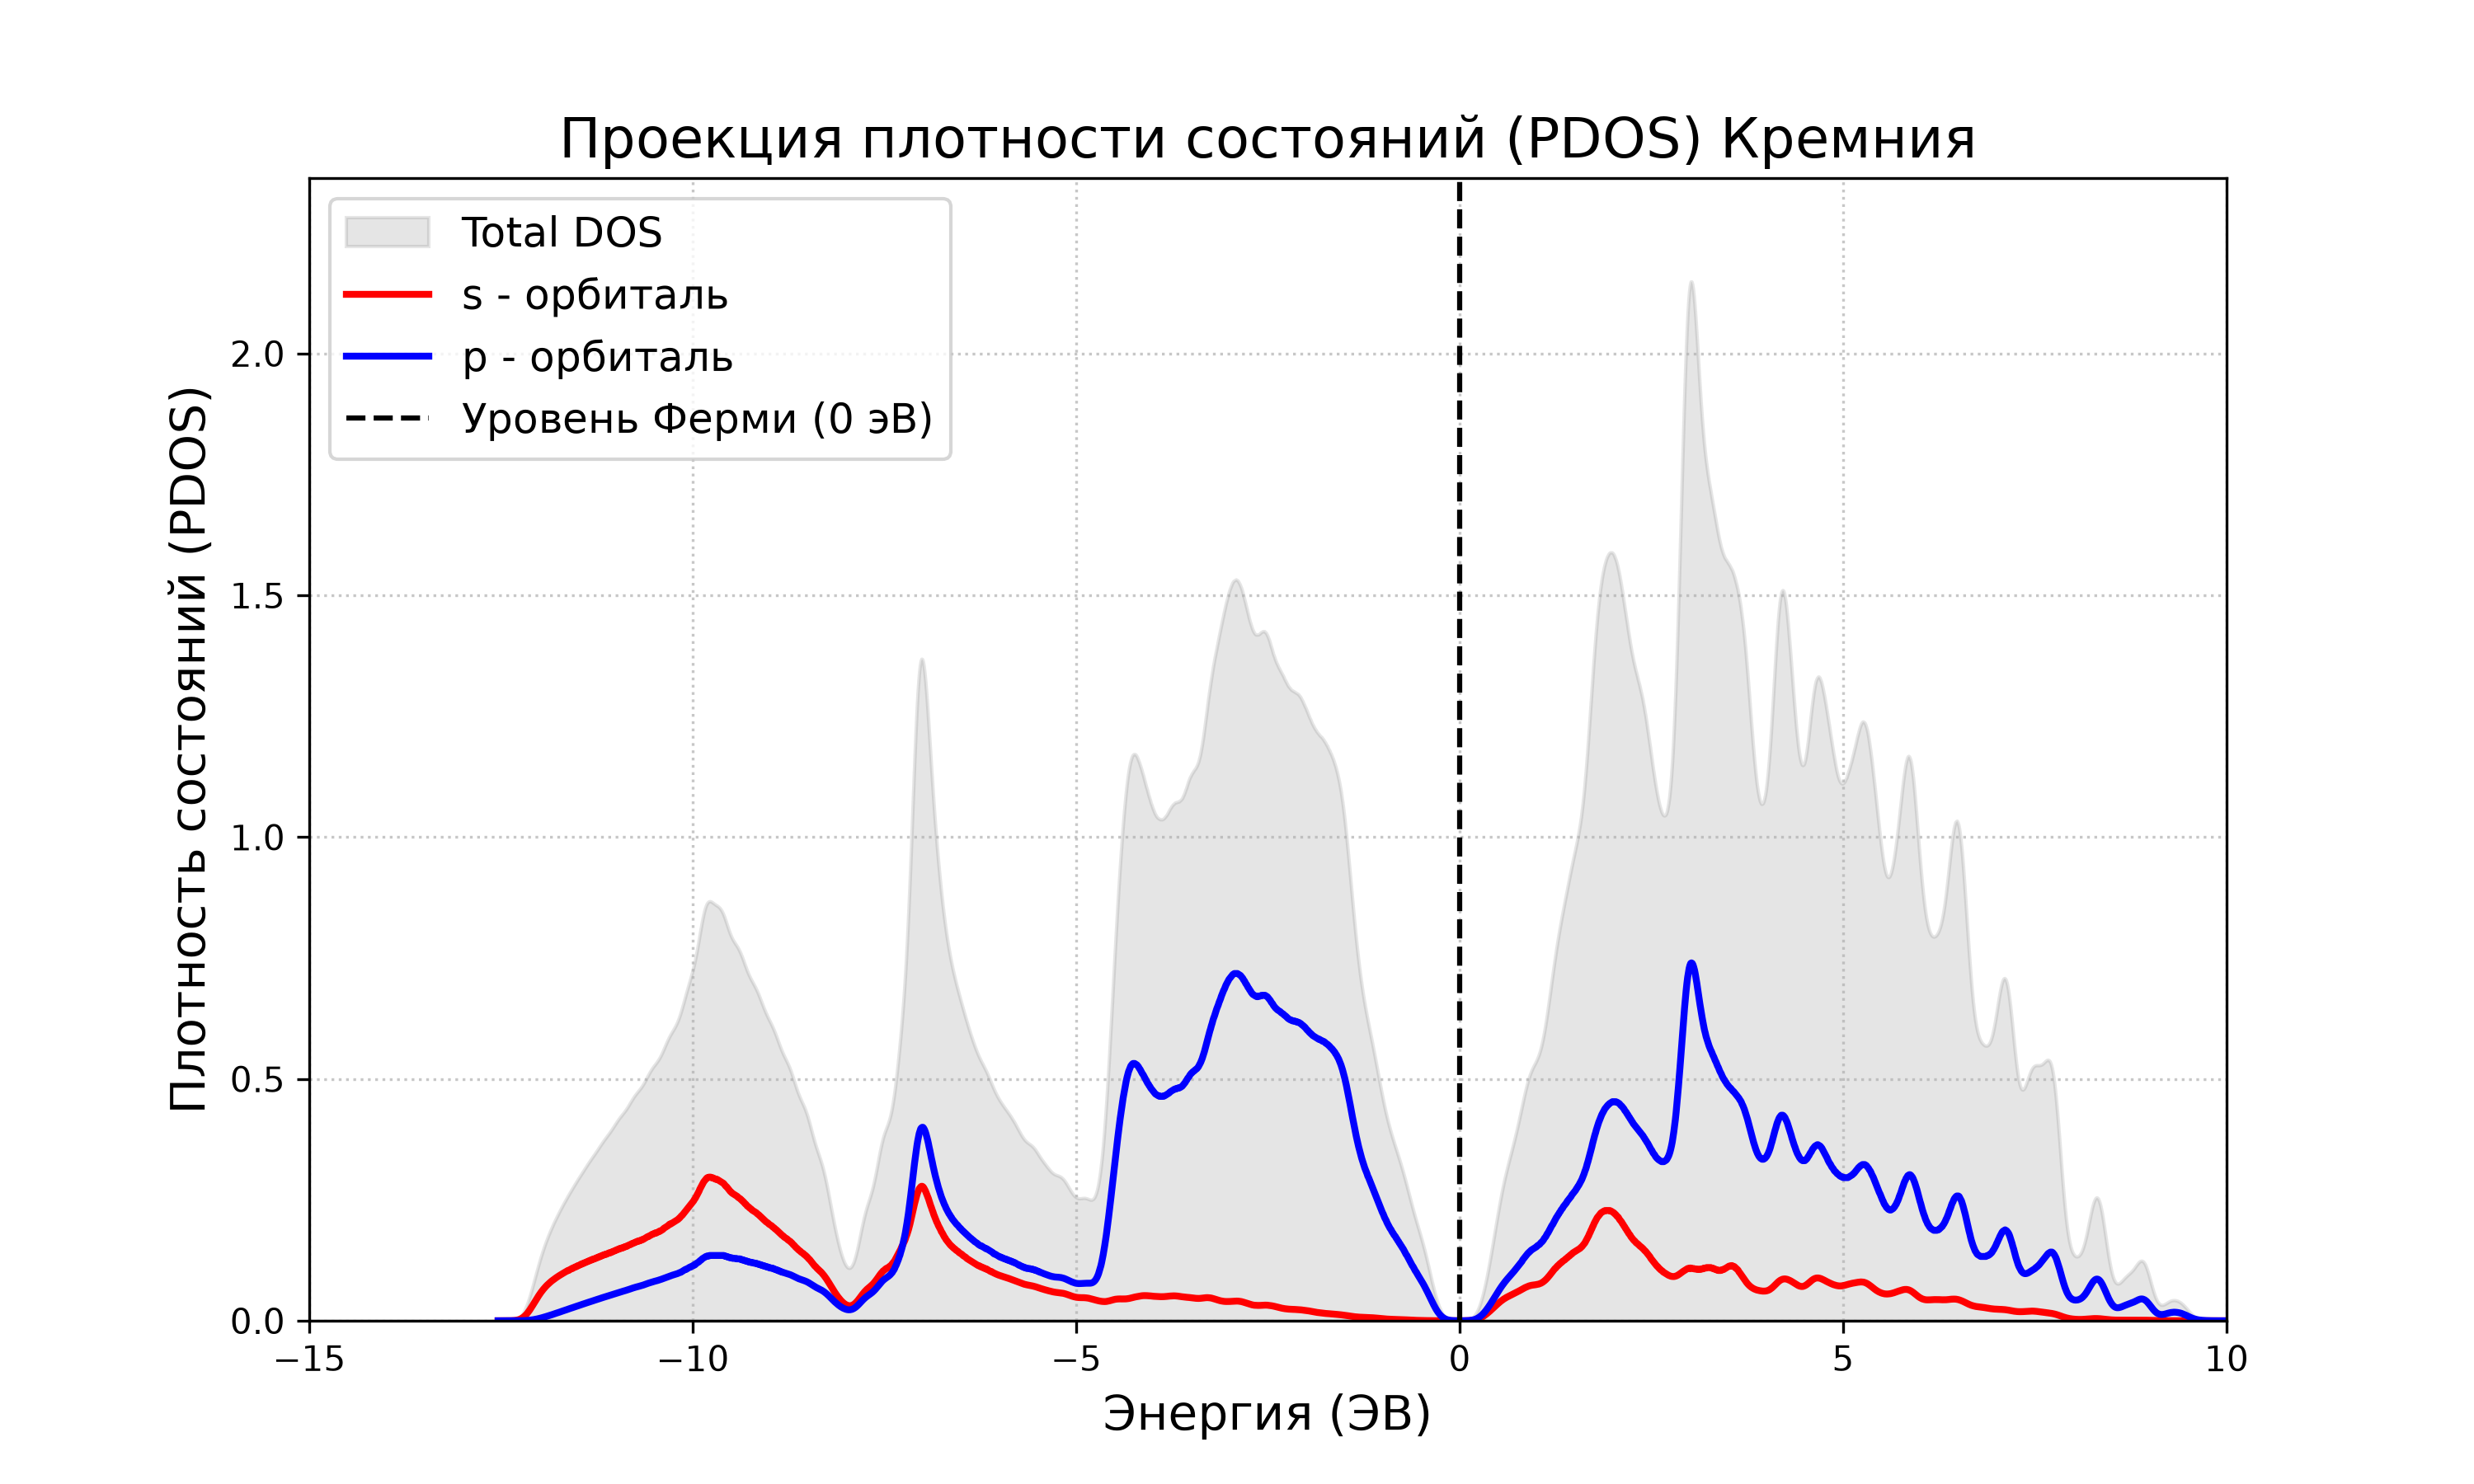 Проекция плотности состояний (PDOS) Кремния
Total DOS
s - орбиталь
p - орбиталь
Уровень Ферми (0 эВ)
Плотность состояний (PDOS)
2.0
1.5
1.0
0.5
0.0
−15
−10
−5
0
5
10
Энергия (ЭВ)